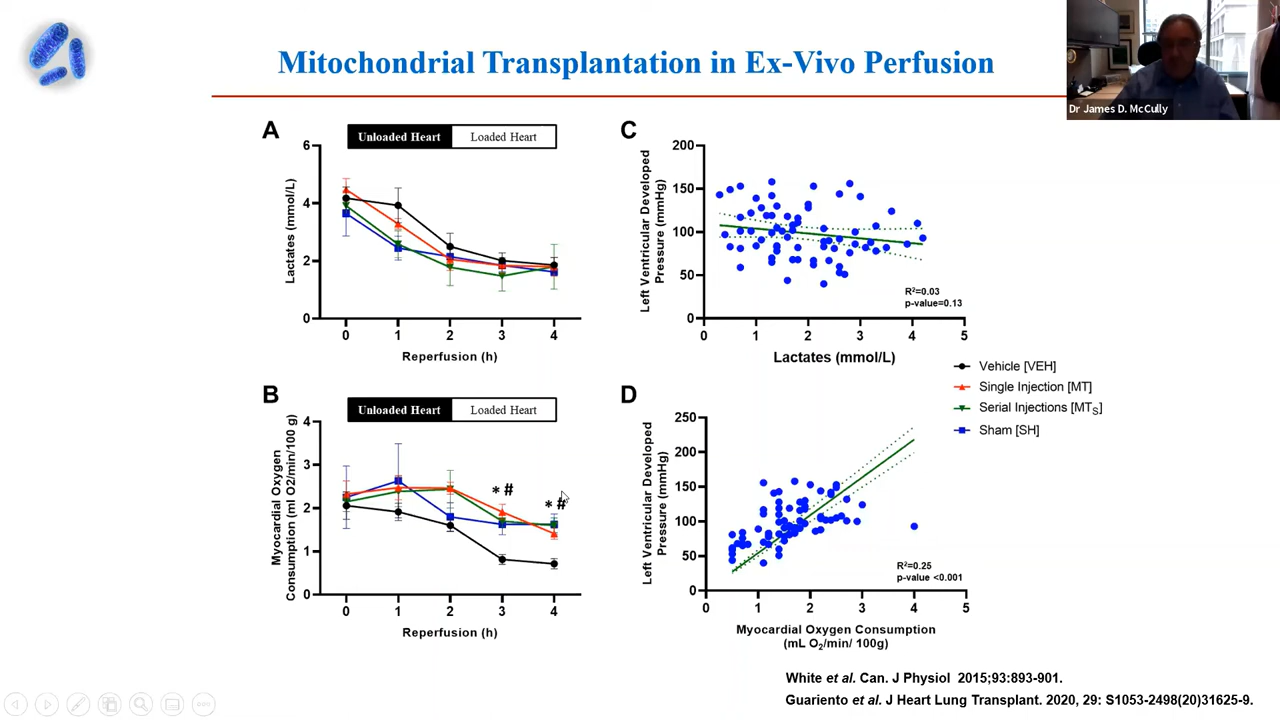 Mitochondrial Transplantation in Ex-Vivo Perfusion
Dr James D. McCully
A
Unloaded Heart
Loaded Heart
Lactates (mmol/L)
6
4
2
0
0 1 2 3 4
Reperfusion (h)
C
Left Ventricular Developed
Pressure (mmHg)
200
150
100
50
0
R²=0.03
p-value=0.13
0 1 2 3 4 5
Lactates (mmol/L)
Vehicle [VEH]
Single Injection [MT]
Serial Injections [MTS]
Sham [SH]
B
Unloaded Heart
Loaded Heart
Myocardial Oxygen
Consumption (ml O2/min/100 g)
4
3
2
1
0
* #
* #
0 1 2 3 4
Reperfusion (h)
D
Left Ventricular Developed
Pressure (mmHg)
250
200
150
100
50
0
R²=0.25
p-value <0.001
0 1 2 3 4 5
Myocardial Oxygen Consumption
(mL O₂/min/ 100g)
White et al. Can. J Physiol 2015;93:893-901.
Guariento et al. J Heart Lung Transplant. 2020, 29: S1053-2498(20)31625-9.